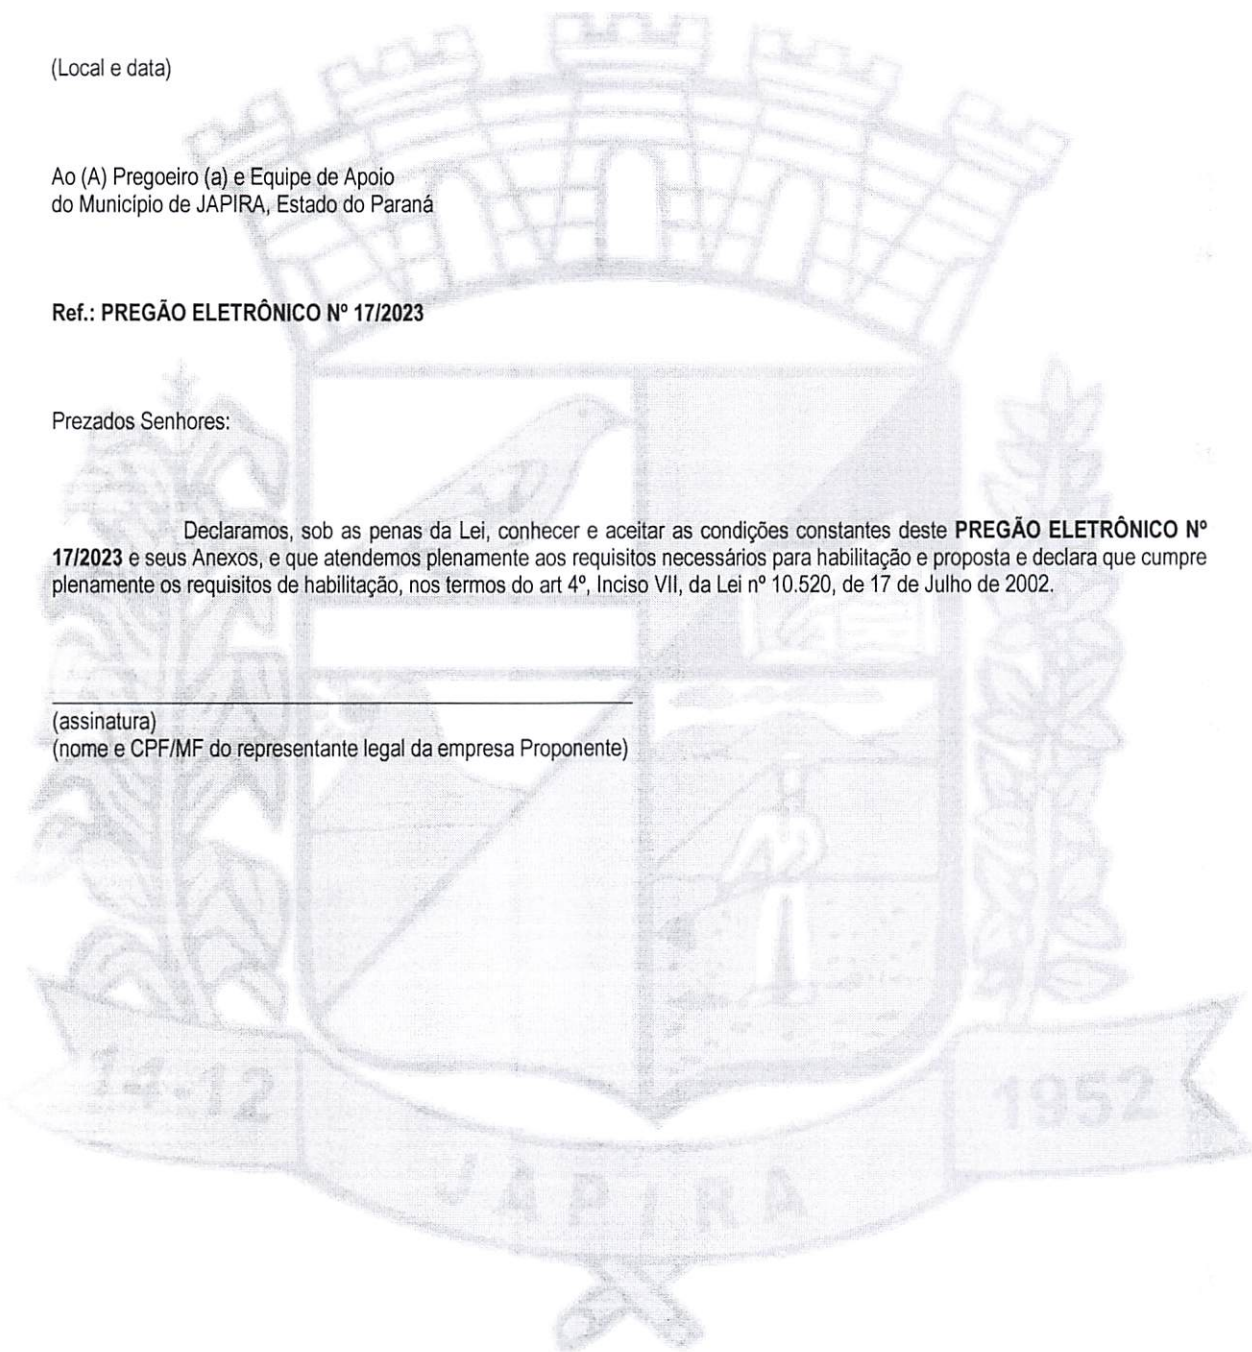 (Local e data)
Ao (A) Pregoeiro (a) e Equipe de Apoio
do Município de JAPIRA, Estado do Paraná
Ref.: PREGÃO ELETRÔNICO Nº 17/2023
Prezados Senhores:
Declaramos, sob as penas da Lei, conhecer e aceitar as condições constantes deste PREGÃO ELETRÔNICO Nº
17/2023 e seus Anexos, e que atendemos plenamente aos requisitos necessários para habilitação e proposta e declara que cumpre
plenamente os requisitos de habilitação, nos termos do art 4º, Inciso VII, da Lei nº 10.520, de 17 de Julho de 2002.
(assinatura)
(nome e CPF/MF do representante legal da empresa Proponente)
14-12
1952
JAPIRA